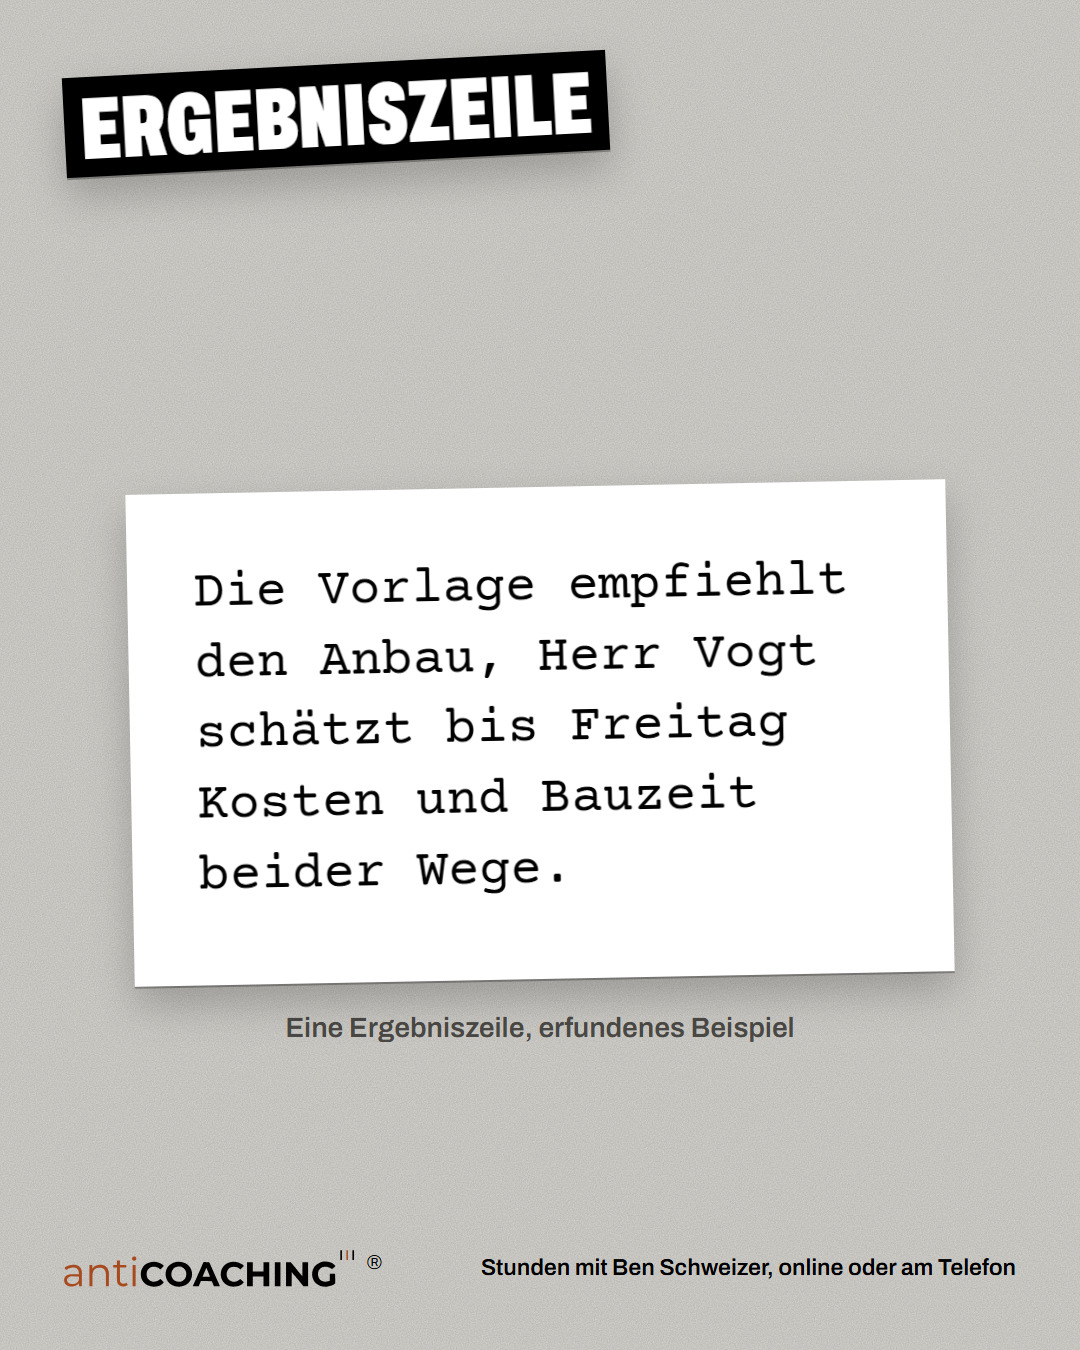 ERGEBNISZEILE
Die Vorlage empfiehlt
den Anbau, Herr Vogt
schätzt bis Freitag
Kosten und Bauzeit
beider Wege.
Eine Ergebniszeile, erfundenes Beispiel
antiCOACHING ®
Stunden mit Ben Schweizer, online oder am Telefon